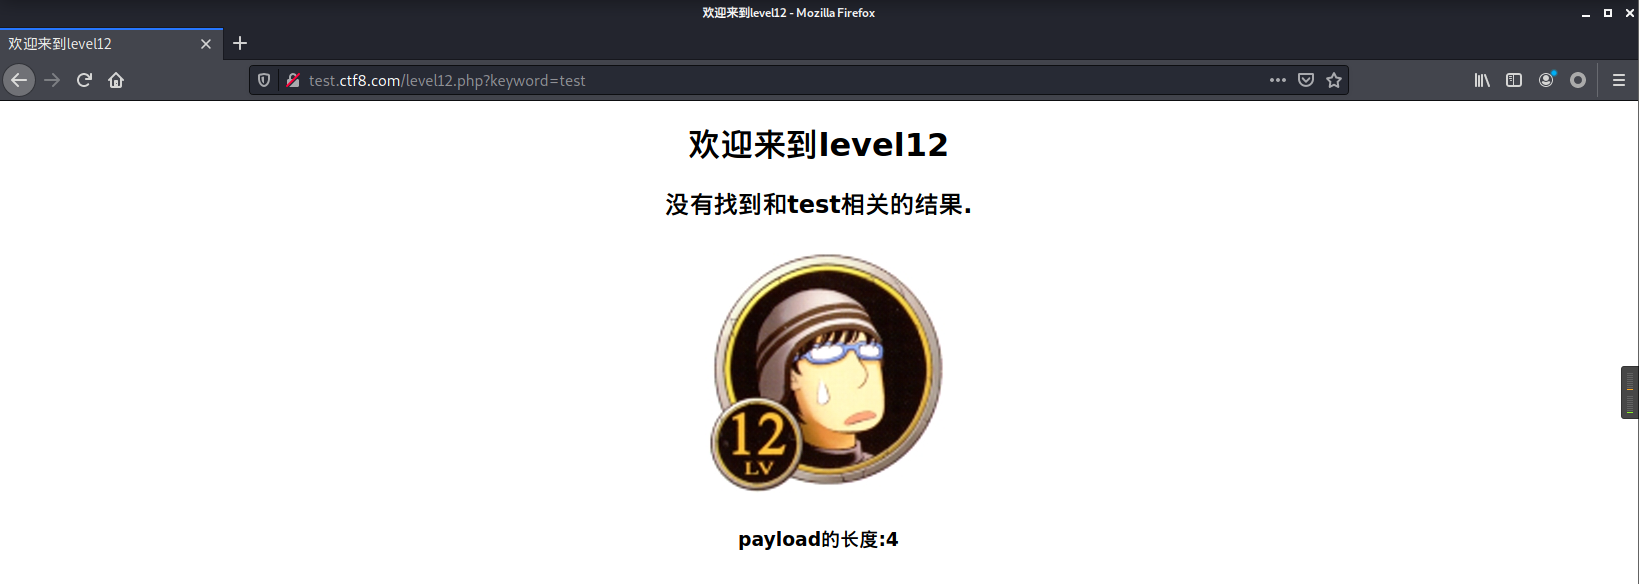 欢迎来到level12 - Mozilla Firefox
欢迎来到level12
test.ctf8.com/level12.php?keyword=test
欢迎来到level12
没有找到和test相关的结果.
12
LV
payload的长度:4